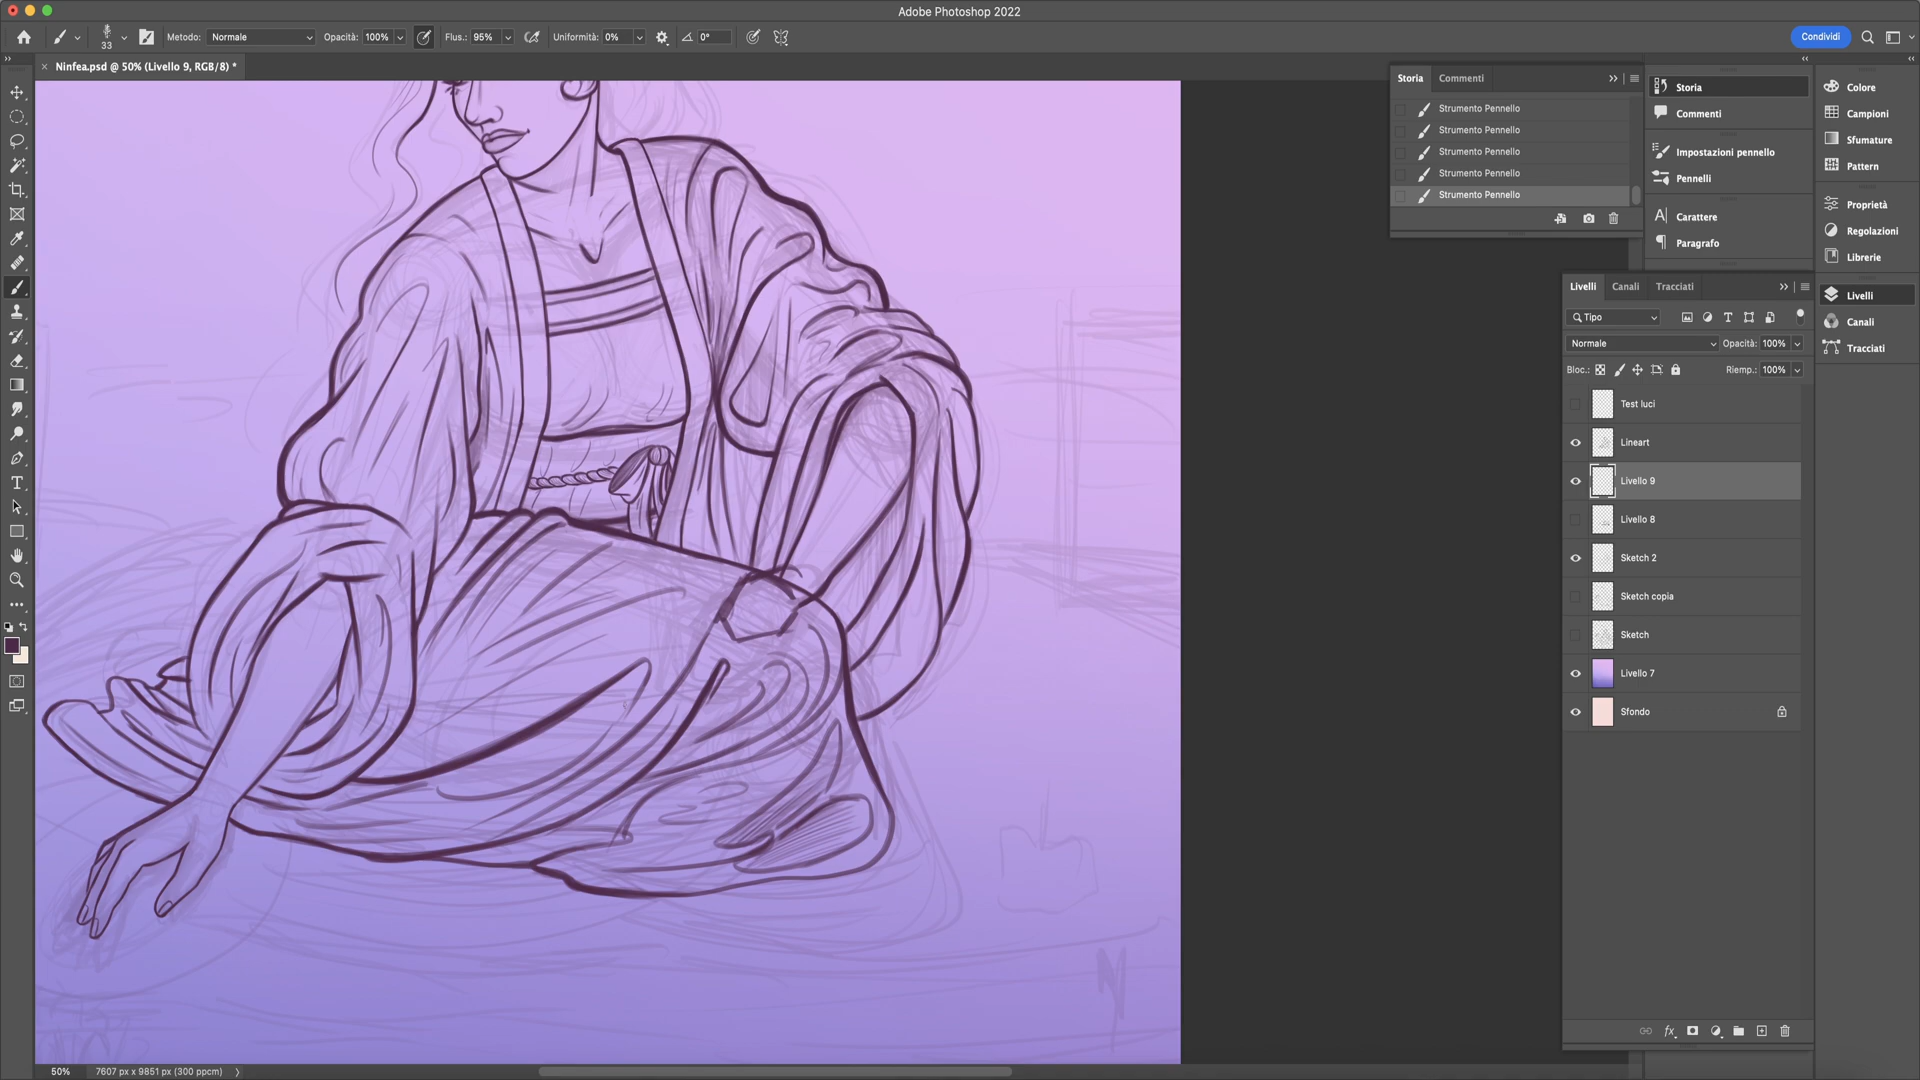 Adobe Photoshop 2022
33
Metodo: Normale Opacità: 100% Flus.: 95% Uniformità: 0% 0° Condividi
Ninfea.psd @ 50% (Livello 9, RGB/8) *
Storia Commenti
Strumento Pennello
Strumento Pennello
Strumento Pennello
Strumento Pennello
Strumento Pennello
Storia
Commenti
Impostazioni pennello
Pennelli
Carattere
Paragrafo
Colore
Campioni
Sfumature
Pattern
Proprietà
Regolazioni
Librerie
Livelli
Canali
Tracciati
Livelli Canali Tracciati
Tipo
Normale Opacità: 100%
Bloc.: Riemp.: 100%
Test luci
Lineart
Livello 9
Livello 8
Sketch 2
Sketch copia
Sketch
Livello 7
Sfondo
fx
50% 7607 px x 9851 px (300 ppcm)